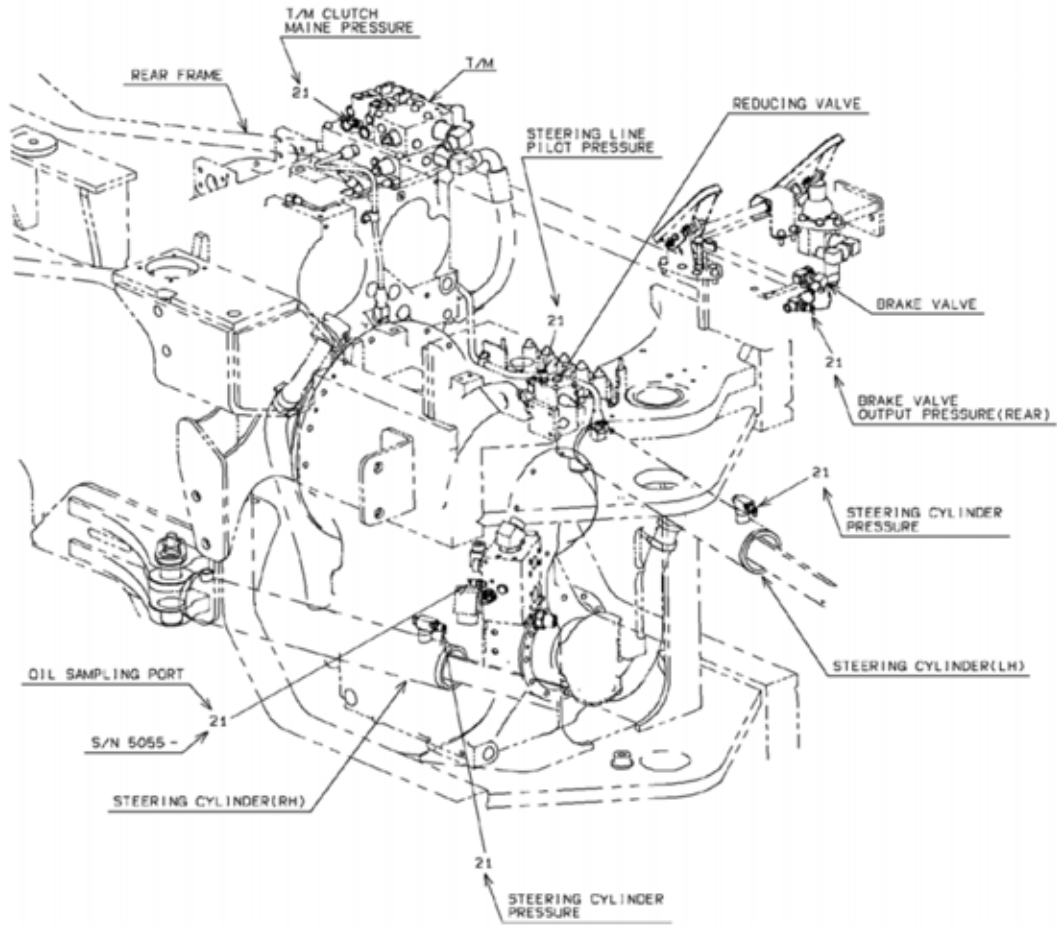 T/M CLUTCH
MAINE PRESSURE
T/M
REAR FRAME
21
REDUCING VALVE
STEERING LINE
PILOT PRESSURE
BRAKE VALVE
21
21
BRAKE VALVE
OUTPUT PRESSURE(REAR)
21
STEERING CYLINDER
PRESSURE
STEERING CYLINDER(LH)
OIL SAMPLING PORT
21
S/N 5055-
STEERING CYLINDER(RH)
21
STEERING CYLINDER
PRESSURE